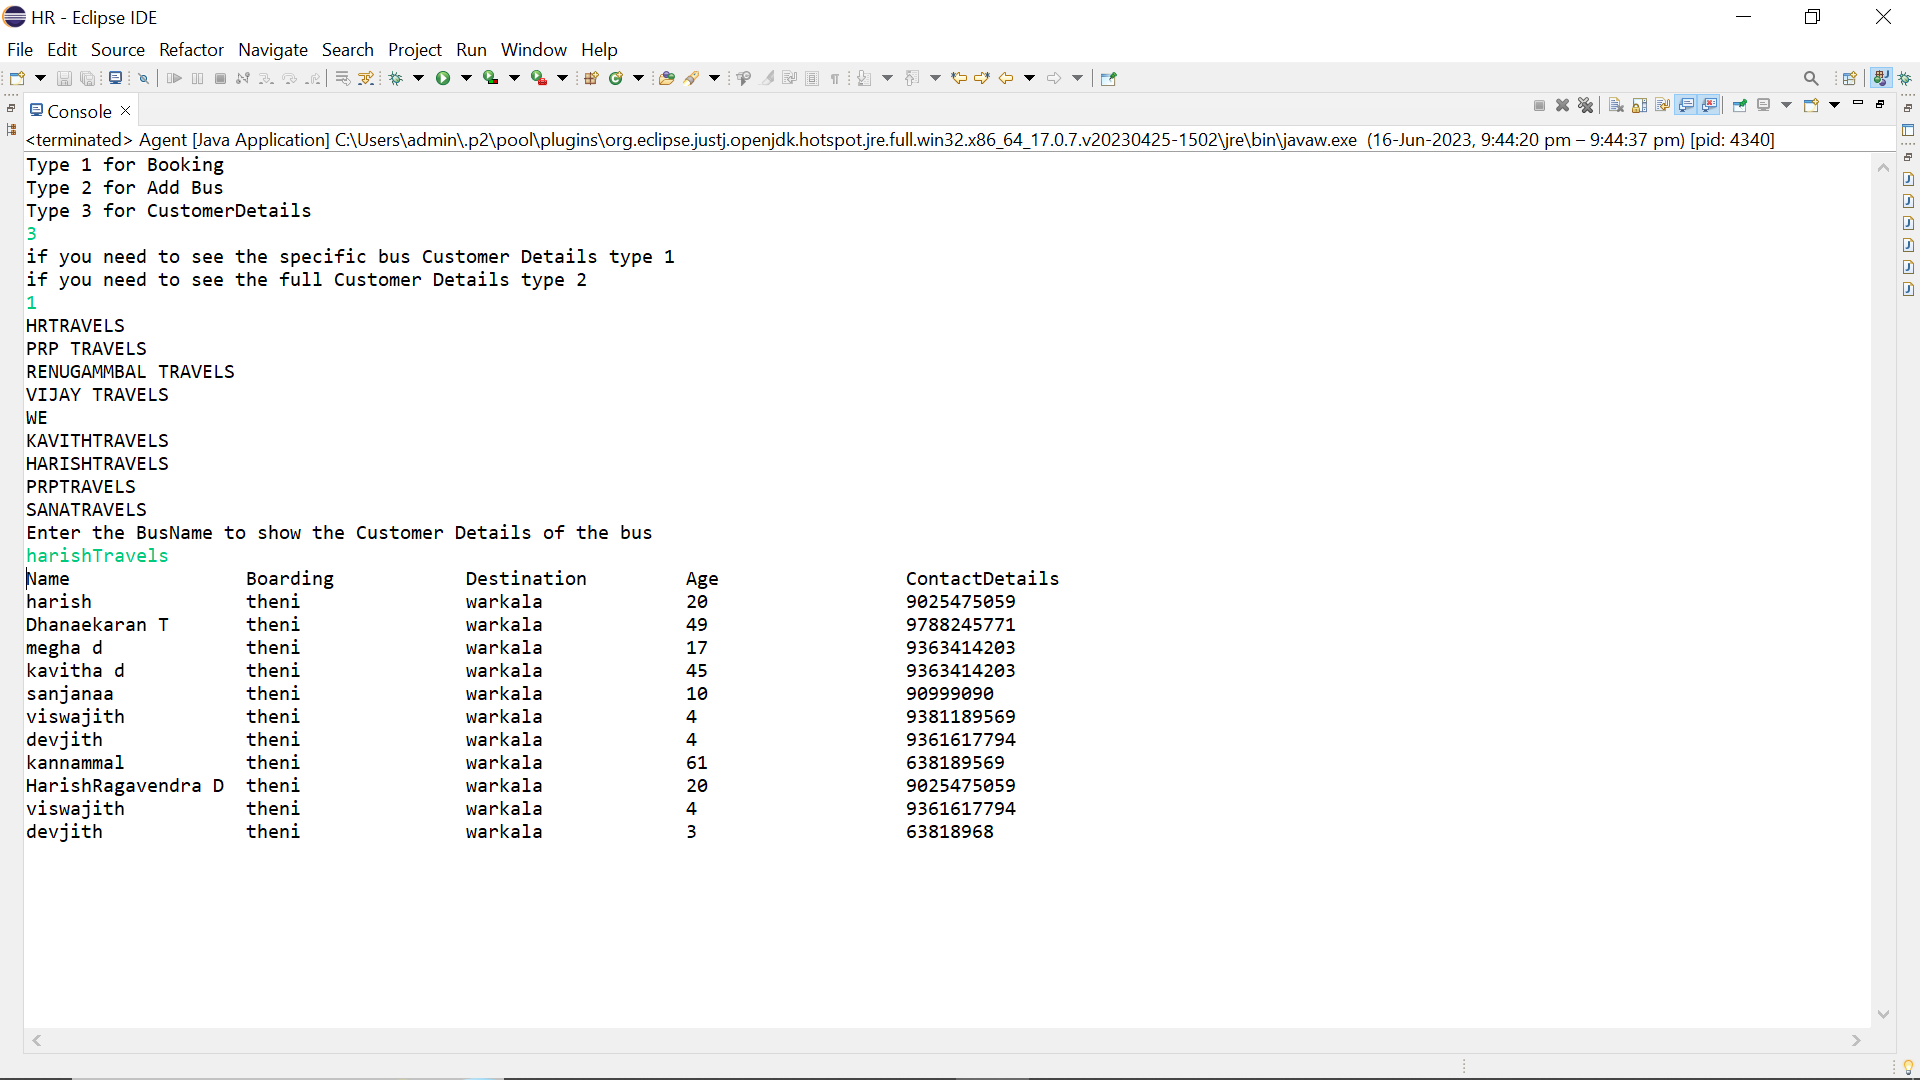 HR - Eclipse IDE
File Edit Source Refactor Navigate Search Project Run Window Help
Console
<terminated> Agent [Java Application] C:\Users\admin\.p2\pool\plugins\org.eclipse.justj.openjdk.hotspot.jre.full.win32.x86_64_17.0.7.v20230425-1502\jre\bin\javaw.exe (16-Jun-2023, 9:44:20 pm – 9:44:37 pm) [pid: 4340]
Type 1 for Booking
Type 2 for Add Bus
Type 3 for CustomerDetails
3
if you need to see the specific bus Customer Details type 1
if you need to see the full Customer Details type 2
1
HRTRAVELS
PRP TRAVELS
RENUGAMMBAL TRAVELS
VIJAY TRAVELS
WE
KAVITHTRAVELS
HARISHTRAVELS
PRPTRAVELS
SANATRAVELS
Enter the BusName to show the Customer Details of the bus
harishTravels
Name Boarding Destination Age ContactDetails
harish theni warkala 20 9025475059
Dhanaekaran T theni warkala 49 9788245771
megha d theni warkala 17 9363414203
kavitha d theni warkala 45 9363414203
sanjanaa theni warkala 10 90999090
viswajith theni warkala 4 9381189569
devjith theni warkala 4 9361617794
kannammal theni warkala 61 638189569
HarishRagavendra D theni warkala 20 9025475059
viswajith theni warkala 4 9361617794
devjith theni warkala 3 63818968